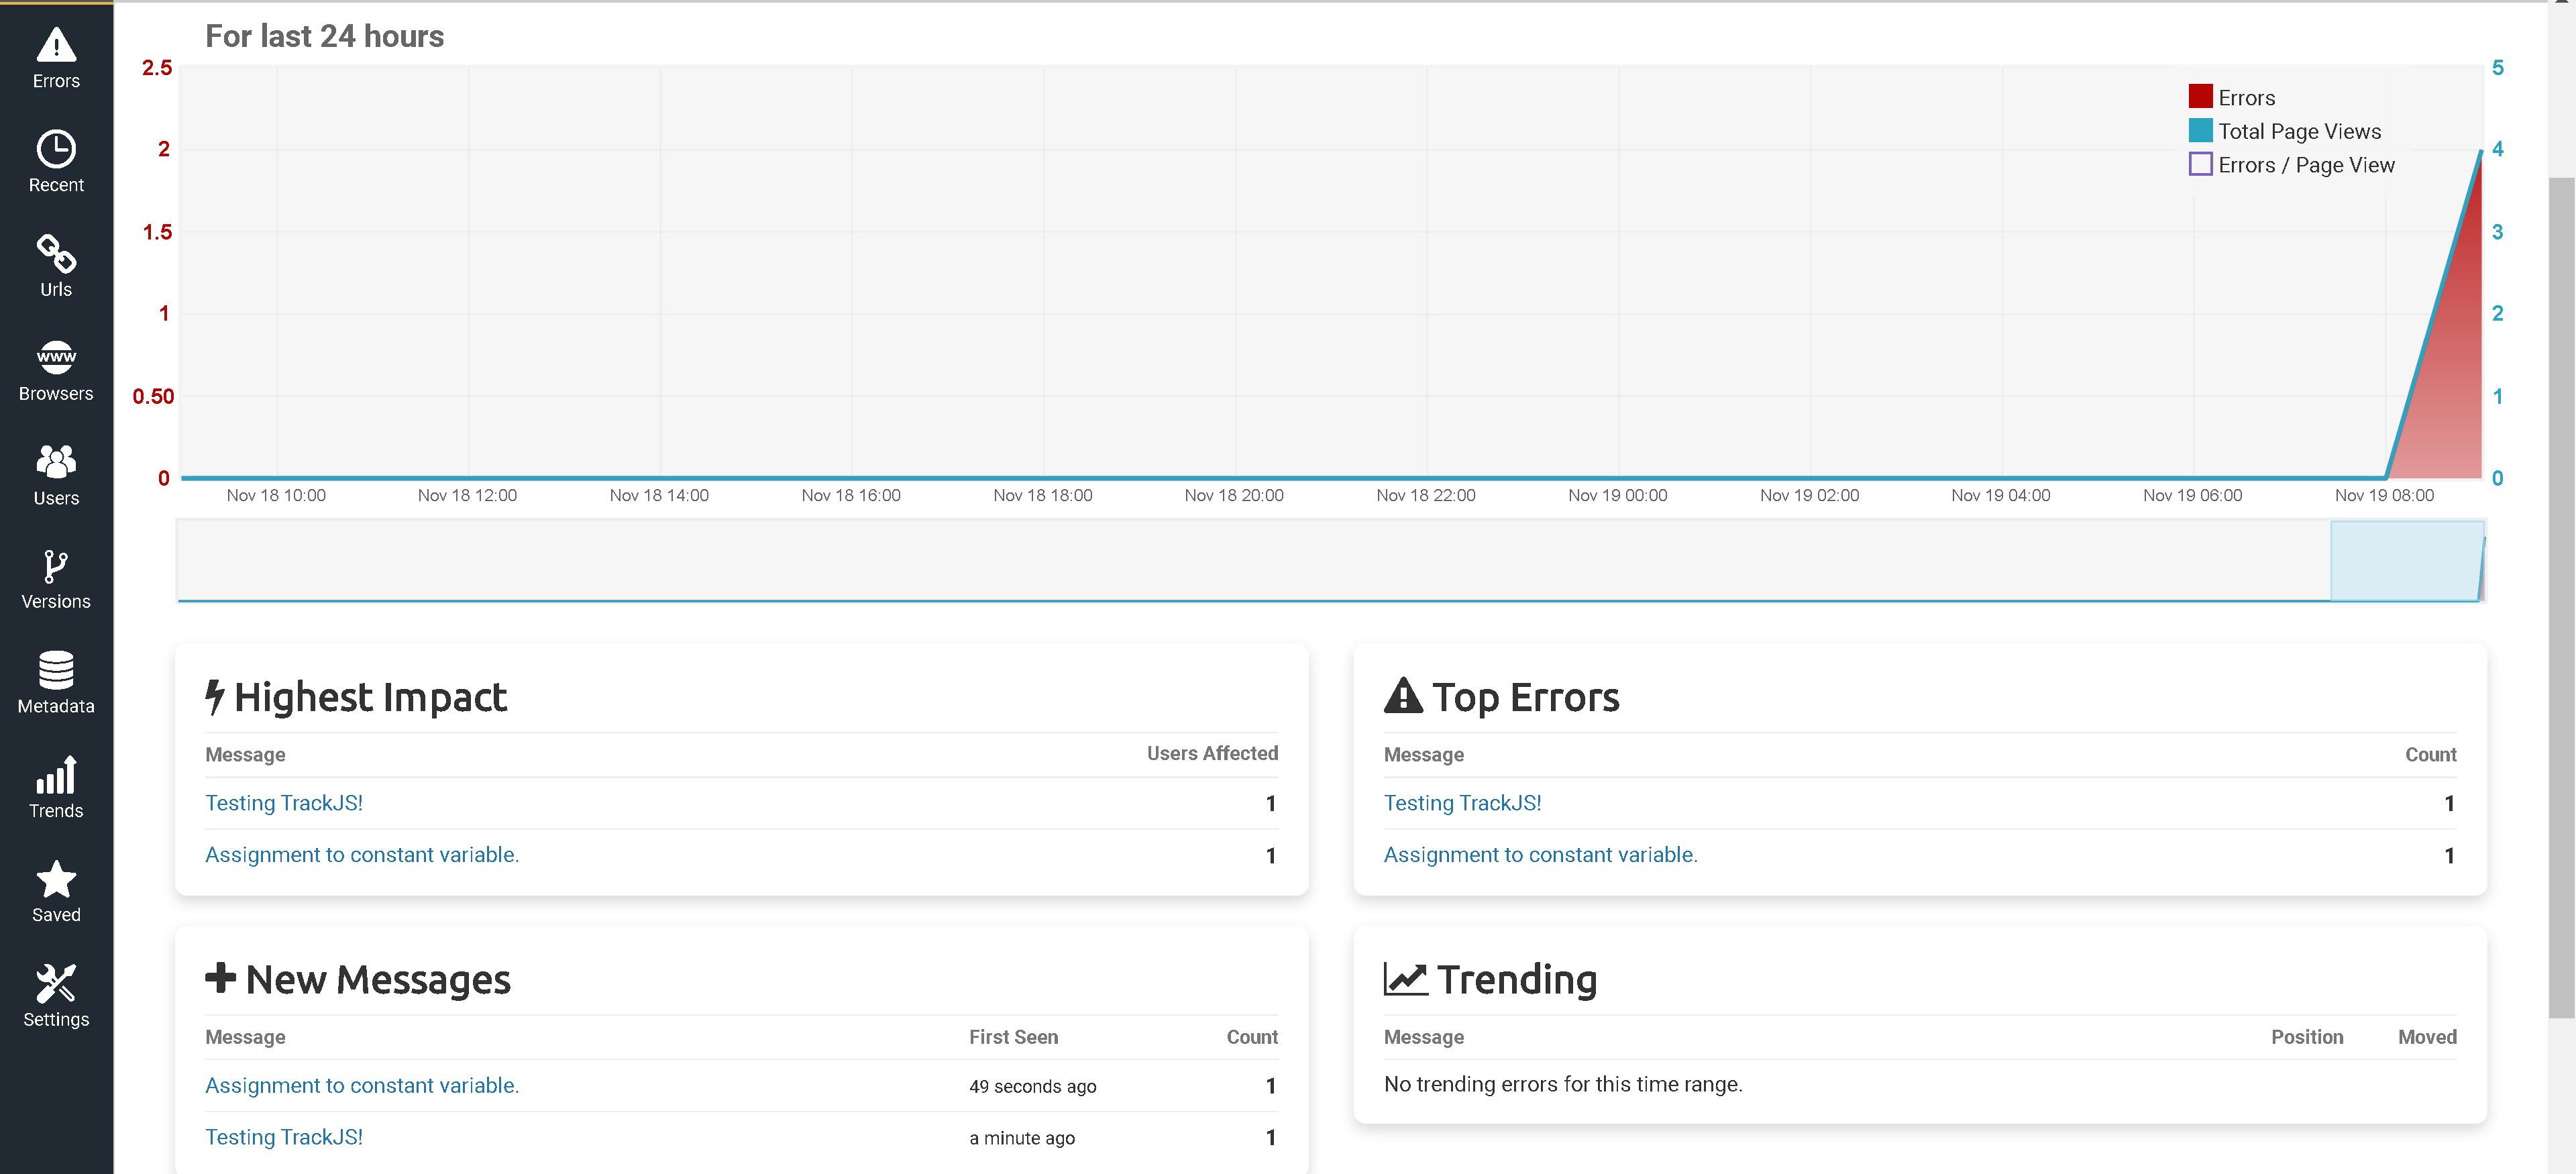 Errors
Recent
Urls
www
Browsers
Users
Versions
Metadata
Trends
Saved
Settings
For last 24 hours
2.5
2
1.5
1
0.50
0
5
4
3
2
1
0
Errors
Total Page Views
Errors / Page View
Nov 18 10:00 Nov 18 12:00 Nov 18 14:00 Nov 18 16:00 Nov 18 18:00 Nov 18 20:00 Nov 18 22:00 Nov 19 00:00 Nov 19 02:00 Nov 19 04:00 Nov 19 06:00 Nov 19 08:00
Highest Impact
Message Users Affected
Testing TrackJS! 1
Assignment to constant variable. 1
Top Errors
Message Count
Testing TrackJS! 1
Assignment to constant variable. 1
New Messages
Message First Seen Count
Assignment to constant variable. 49 seconds ago 1
Testing TrackJS! a minute ago 1
Trending
Message Position Moved
No trending errors for this time range.